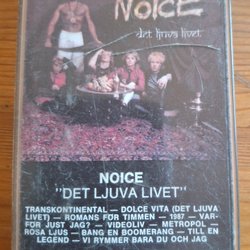 NOICE
det ljuva livet
NOICE
"DET LJUVA LIVET"
TRANSKONTINENTAL — DOLCE VITA (DET LJUVA
LIVET) — ROMANS FÖR TIMMEN — 1987 — VAR-
FÖR JUST JAG? — VIDEOLIV — METROPOL —
ROSA LJUS — BANG EN BOOMERANG — TILL EN
LEGEND — VI RYMMER BARA DU OCH JAG